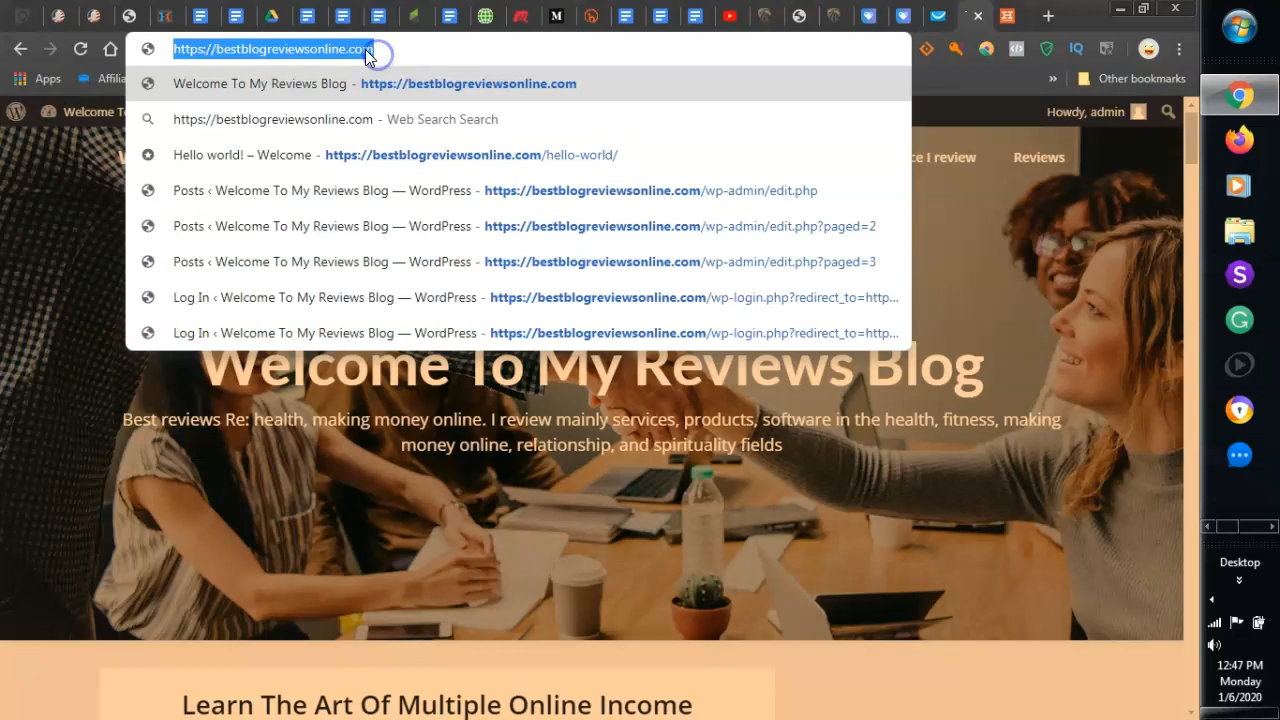 https://bestblogreviewsonline.com
Apps
Affilia
»
Other bookmarks
Welcome To My Reviews Blog - https://bestblogreviewsonline.com
https://bestblogreviewsonline.com - Web Search Search
Hello world! – Welcome - https://bestblogreviewsonline.com/hello-world/
Posts ‹ Welcome To My Reviews Blog — WordPress - https://bestblogreviewsonline.com/wp-admin/edit.php
Posts ‹ Welcome To My Reviews Blog — WordPress - https://bestblogreviewsonline.com/wp-admin/edit.php?paged=2
Posts ‹ Welcome To My Reviews Blog — WordPress - https://bestblogreviewsonline.com/wp-admin/edit.php?paged=3
Log In ‹ Welcome To My Reviews Blog — WordPress - https://bestblogreviewsonline.com/wp-login.php?redirect_to=http...
Log In ‹ Welcome To My Reviews Blog — WordPress - https://bestblogreviewsonline.com/wp-login.php?redirect_to=http...
Welcome To
Howdy, admin
ce I review
Reviews
Welcome To My Reviews Blog
Best reviews Re: health, making money online. I review mainly services, products, software in the health, fitness, making
money online, relationship, and spirituality fields
Learn The Art Of Multiple Online Income
Desktop
12:47 PM
Monday
1/6/2020